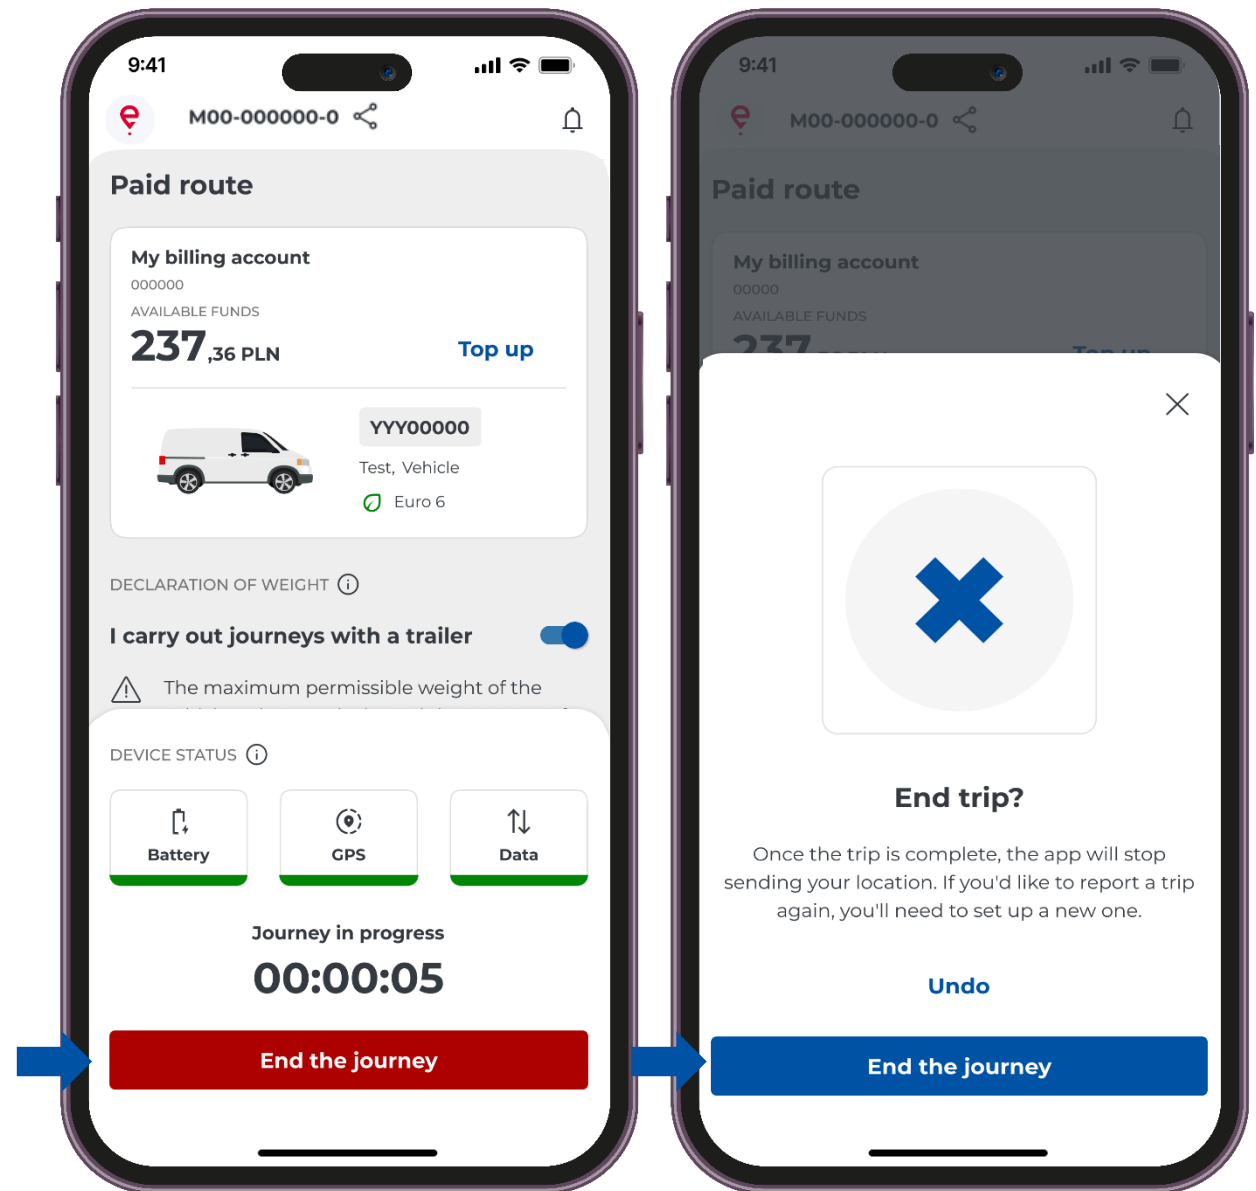 9:41
M00-000000-0
Paid route
My billing account
000000
AVAILABLE FUNDS
237,36 PLN
Top up
YYY00000
Test, Vehicle
Euro 6
DECLARATION OF WEIGHT
I carry out journeys with a trailer
The maximum permissible weight of the
DEVICE STATUS
Battery
GPS
Data
Journey in progress
00:00:05
End the journey
9:41
M00-000000-0
Paid route
My billing account
00000
AVAILABLE FUNDS
237
Top up
End trip?
Once the trip is complete, the app will stop
sending your location. If you'd like to report a trip
again, you'll need to set up a new one.
Undo
End the journey